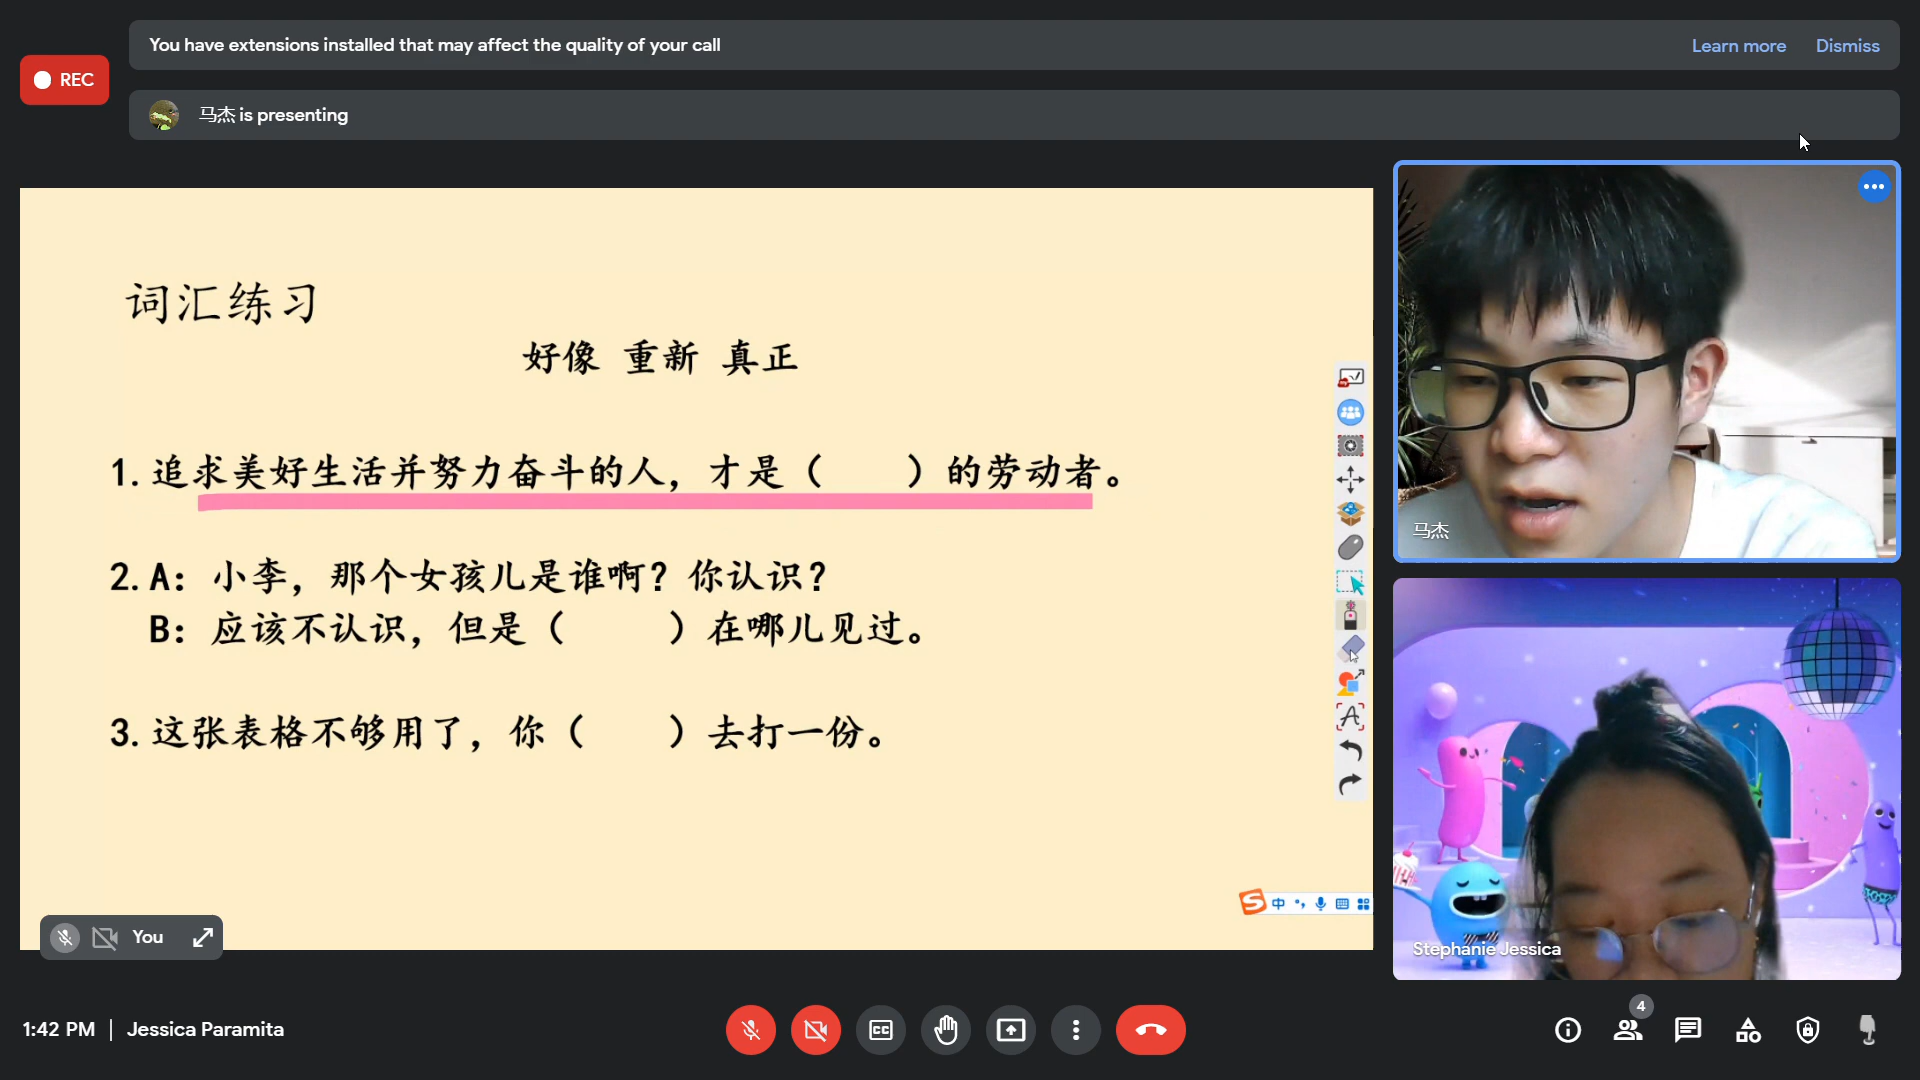 You have extensions installed that may affect the quality of your call
Learn more
Dismiss
REC
马杰 is presenting
词汇练习
好像 重新 真正
1. 追求美好生活并努力奋斗的人，才是（ ）的劳动者。
2. A：小李，那个女孩儿是谁啊？你认识？
B：应该不认识，但是（ ）在哪儿见过。
3. 这张表格不够用了，你（ ）去打一份。
马杰
Stephanie Jessica
中
You
1:42 PM | Jessica Paramita
4